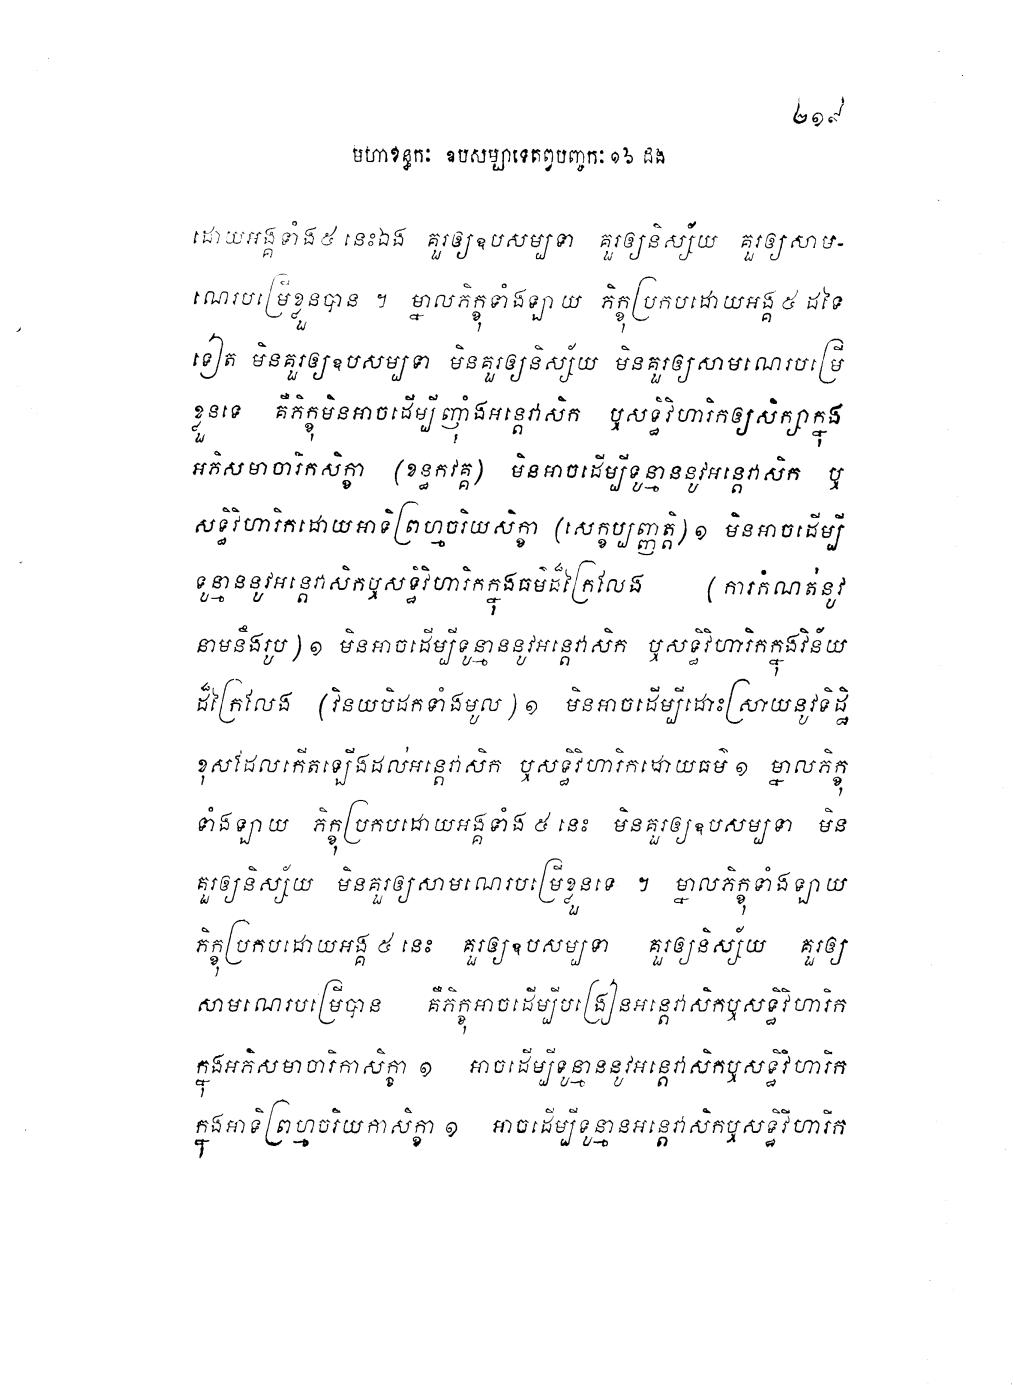 ២១៩
មហាខន្ធកៈ ឧបសម្បាទេតព្វបញ្ចកៈ ១៦ ដង
ដោយអង្គទាំង៥ នេះឯង គួរឲ្យឧបសម្បទា គួរឲ្យនិស្ស័យ គួរឲ្យសាម-
ណេរបម្រើខ្លួនបាន ។ ម្នាលភិក្ខុទាំងឡាយ ភិក្ខុប្រកបដោយអង្គ ៥ ដទៃ
ទៀត មិនគួរឲ្យឧបសម្បទា មិនគួរឲ្យនិស្ស័យ មិនគួរឲ្យសាមណេរបម្រើ
ខ្លួនទេ គឺភិក្ខុមិនអាចដើម្បីញុ៉ាំងអន្តេវាសិក ឬសទ្ធិវិហារិកឲ្យសិក្សាក្នុង
អភិសមាចារិកសិក្ខា (ខន្ធកវគ្គ) មិនអាចដើម្បីទូន្មាននូវអន្តេវាសិក ឬ
សទ្ធិវិហារិកដោយអាទិព្រហ្មចរិយសិក្ខា (សេក្ខប្បញ្ញាត្តិ) ១ មិនអាចដើម្បី
ទូន្មាននូវអន្តេវាសិកឬសទ្ធិវិហារិកក្នុងធម៌ដ៏ក្រៃលែង (ការកំណត់នូវ
នាមនឹងរូប) ១ មិនអាចដើម្បីទូន្មាននូវអន្តេវាសិក ឬសទ្ធិវិហារិកក្នុងវិន័យ
ដ៏ក្រៃលែង (វិនយបិដកទាំងមូល) ១ មិនអាចដើម្បីដោះស្រាយនូវទិដ្ឋិ
ខុសដែលកើតឡើងដល់អន្តេវាសិក ឬសទ្ធិវិហារិកដោយធម៌ ១ ម្នាលភិក្ខុ
ទាំងឡាយ ភិក្ខុប្រកបដោយអង្គទាំង ៥ នេះ មិនគួរឲ្យឧបសម្បទា មិន
គួរឲ្យនិស្ស័យ មិនគួរឲ្យសាមណេរបម្រើខ្លួនទេ ។ ម្នាលភិក្ខុទាំងឡាយ
ភិក្ខុប្រកបដោយអង្គ ៥ នេះ គួរឲ្យឧបសម្បទា គួរឲ្យនិស្ស័យ គួរឲ្យ
សាមណេរបម្រើបាន គឺភិក្ខុអាចដើម្បីបង្រៀនអន្តេវាសិកឬសទ្ធិវិហារិក
ក្នុងអភិសមាចារិកាសិក្ខា ១ អាចដើម្បីទូន្មាននូវអន្តេវាសិកឬសទ្ធិវិហារិក
ក្នុងអាទិព្រហ្មចរិយកាសិក្ខា ១ អាចដើម្បីទូន្មានអន្តេវាសិកឬសទ្ធិវិហារិក